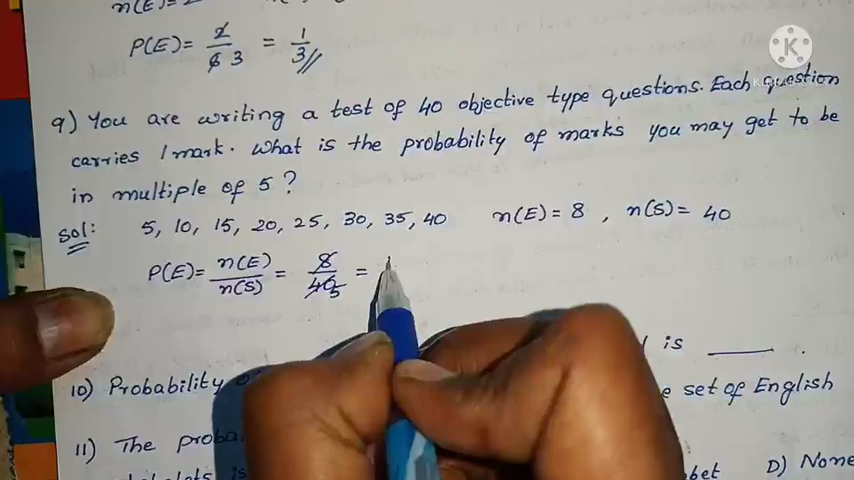 P(E)= 2/6 3 = 1/3 //
9) You are writing a test of 40 objective type questions. Each question
carries 1 mark. What is the probability of marks you may get to be
in multiple of 5 ?
Sol: 5, 10, 15, 20, 25, 30, 35, 40 n(E) = 8 , n(S) = 40
P(E)= n(E)/n(S) = 8/40 5 =
is ______ .
10) Probability set of English
11) The
D) None